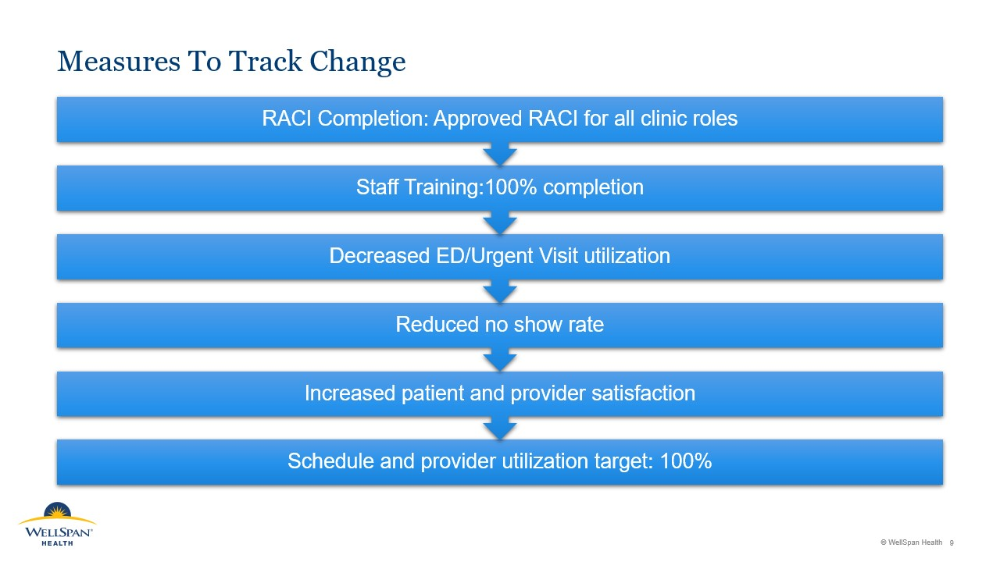 Measures To Track Change
RACI Completion: Approved RACI for all clinic roles
Staff Training:100% completion
Decreased ED/Urgent Visit utilization
Reduced no show rate
Increased patient and provider satisfaction
Schedule and provider utilization target: 100%
WELLSPAN®
HEALTH
© WellSpan Health 9